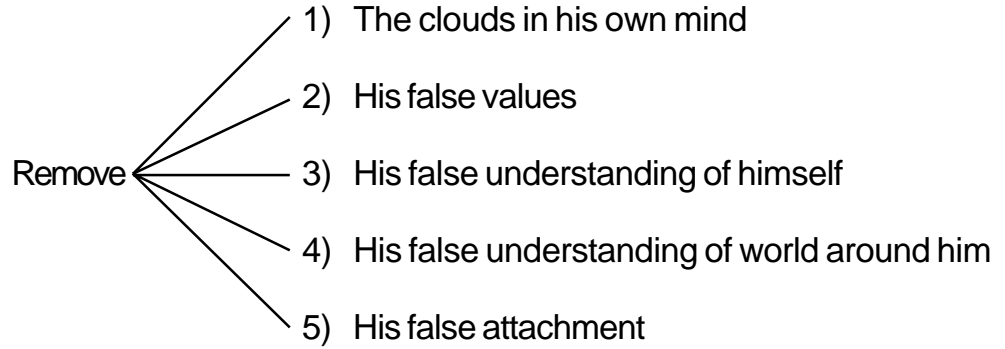 1) The clouds in his own mind
2) His false values
Remove 3) His false understanding of himself
4) His false understanding of world around him
5) His false attachment